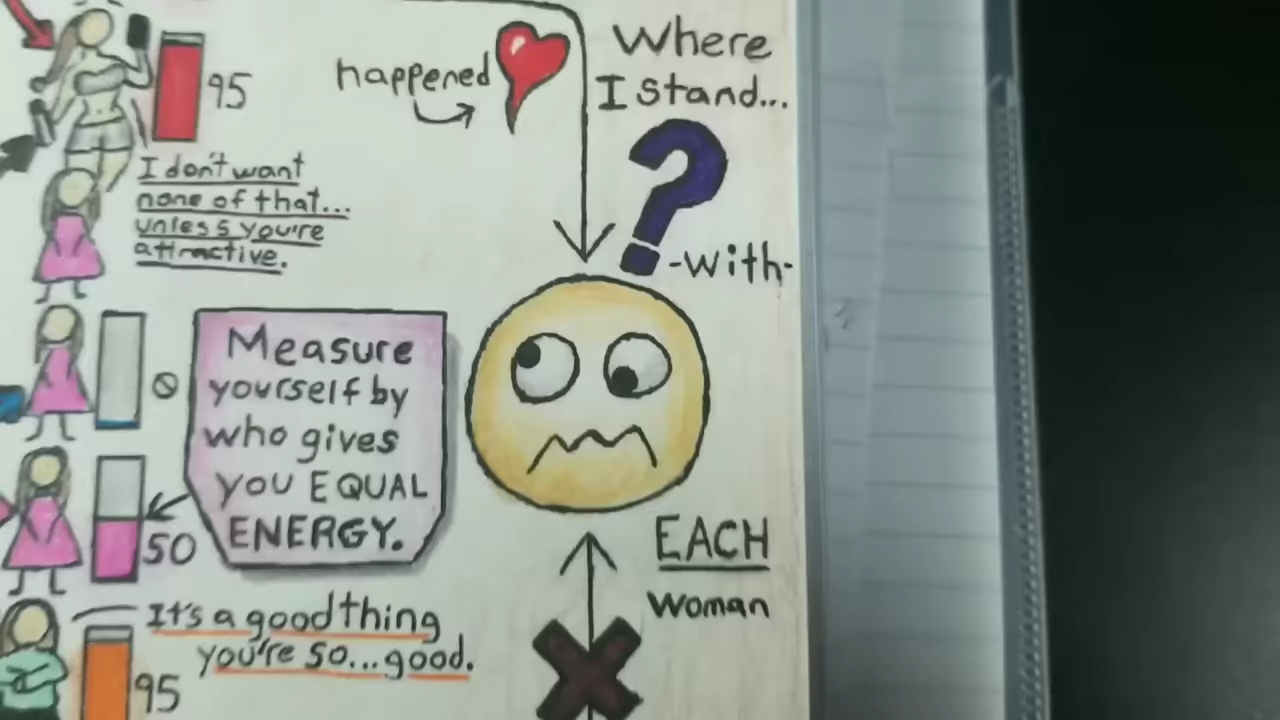 95
I don't want
none of that...
unless you're
attractive.
happened
Where
I stand...
?
-with-
Measure
yourself by
who gives
you EQUAL
ENERGY.
50
EACH
woman
It's a good thing
you're so...good.
95